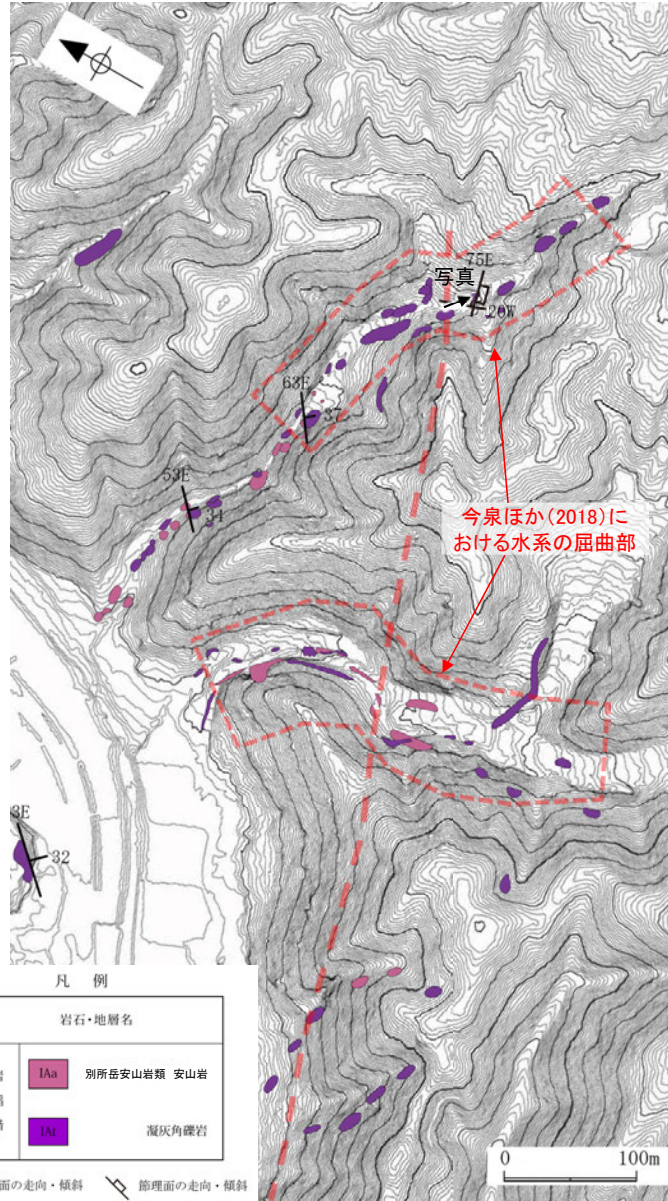 写真
75E
20W
63E
37
53E
34
今泉ほか(2018)に
おける水系の屈曲部
3E
32
凡 例
岩石・地層名
IAa 別所岳安山岩類 安山岩
IAt 凝灰角礫岩
面の走向・傾斜 節理面の走向・傾斜
0 100m